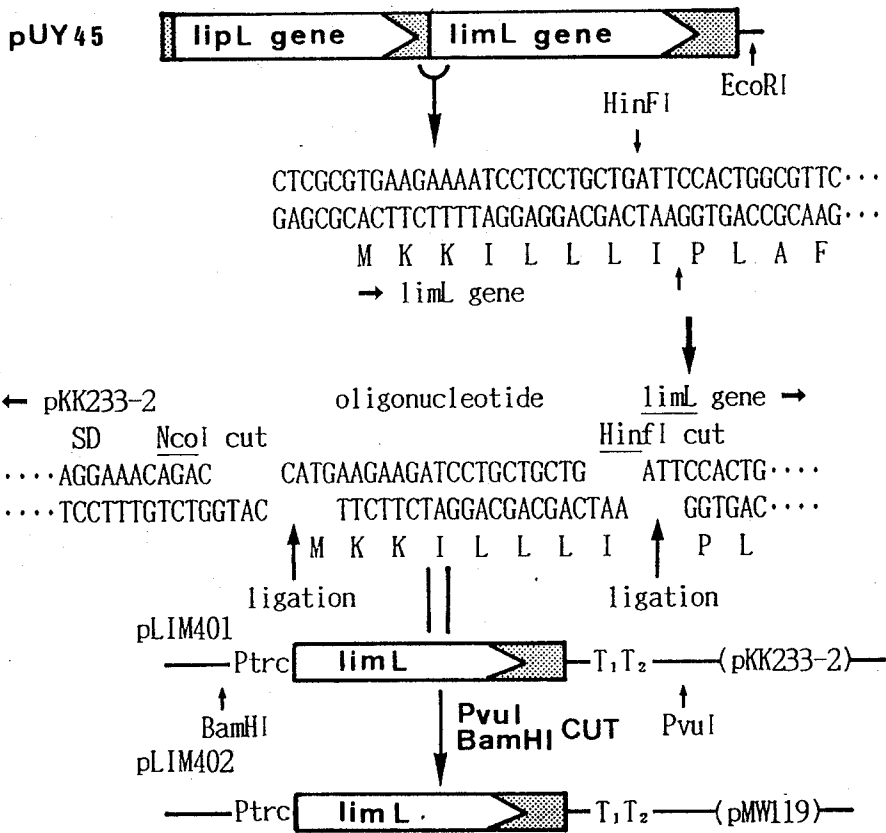 pUY45 lipL gene limL gene
EcoRI
HinFI
CTCGCGTGAAGAAAATCCTCCTGCTGATTCCACTGGCGTTC···
GAGCGCACTTCTTTTAGGAGGACGACTAAGGTGACCGCAAG···
M K K I L L L I P L A F
→ limL gene
← pKK233-2 oligonucleotide limL gene →
SD NcoI cut HinfI cut
····AGGAAACAGAC CATGAAGAAGATCCTGCTGCTG ATTCCACTG····
····TCCTTTGTCTGGTAC TTCTTCTAGGACGACGACTAA GGTGAC····
M K K I L L L I P L
ligation ligation
pLIM401
Ptrc limL T₁T₂ (pKK233-2)
BamHI PvuI BamHI CUT PvuI
pLIM402
Ptrc limL. T₁T₂ (pMW119)